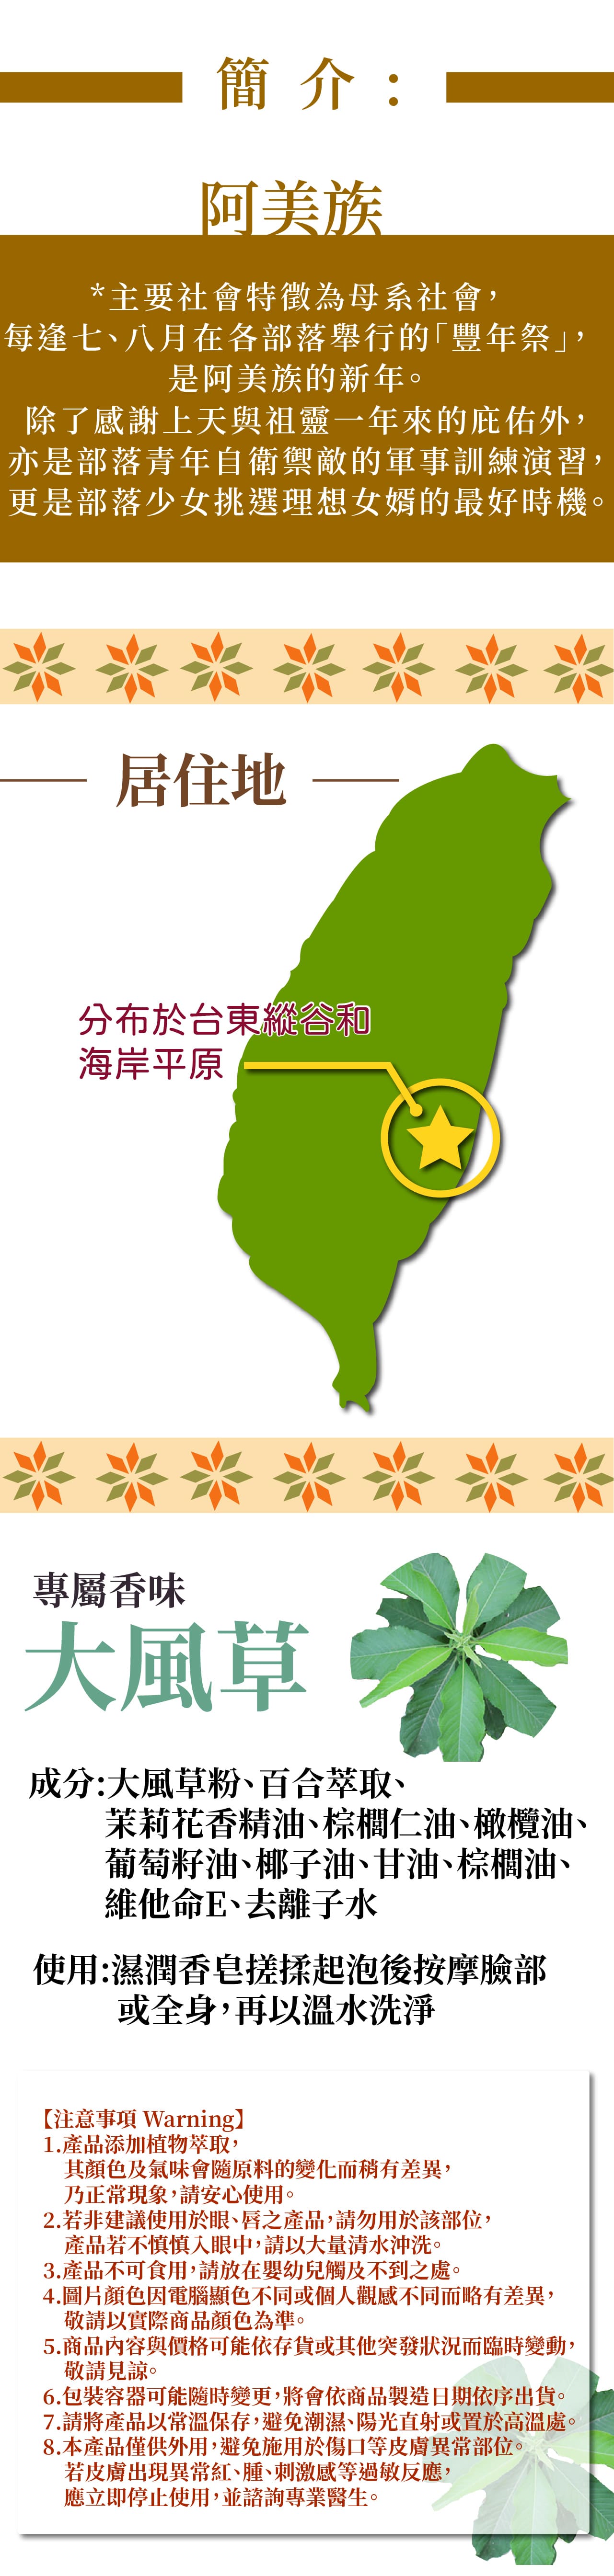 簡 介 :
阿美族
*主要社會特徵為母系社會，
每逢七、八月在各部落舉行的「豐年祭」，
是阿美族的新年。
除了感謝上天與祖靈一年來的庇佑外，
亦是部落青年自衛禦敵的軍事訓練演習，
更是部落少女挑選理想女婿的最好時機。
居住地
分布於台東縱谷和
海岸平原
專屬香味
大風草
成分:大風草粉、百合萃取、
茉莉花香精油、棕櫚仁油、橄欖油、
葡萄籽油、椰子油、甘油、棕櫚油、
維他命E、去離子水
使用:濕潤香皂搓揉起泡後按摩臉部
或全身，再以溫水洗淨
【注意事項 Warning】
1.產品添加植物萃取，
其顏色及氣味會隨原料的變化而稍有差異，
乃正常現象，請安心使用。
2.若非建議使用於眼、唇之產品，請勿用於該部位，
產品若不慎慎入眼中，請以大量清水沖洗。
3.產品不可食用，請放在嬰幼兒觸及不到之處。
4.圖片顏色因電腦顯色不同或個人觀感不同而略有差異，
敬請以實際商品顏色為準。
5.商品內容與價格可能依存貨或其他突發狀況而臨時變動，
敬請見諒。
6.包裝容器可能隨時變更，將會依商品製造日期依序出貨。
7.請將產品以常溫保存，避免潮濕、陽光直射或置於高溫處。
8.本產品僅供外用，避免施用於傷口等皮膚異常部位。
若皮膚出現異常紅、腫、刺激感等過敏反應，
應立即停止使用，並諮詢專業醫生。